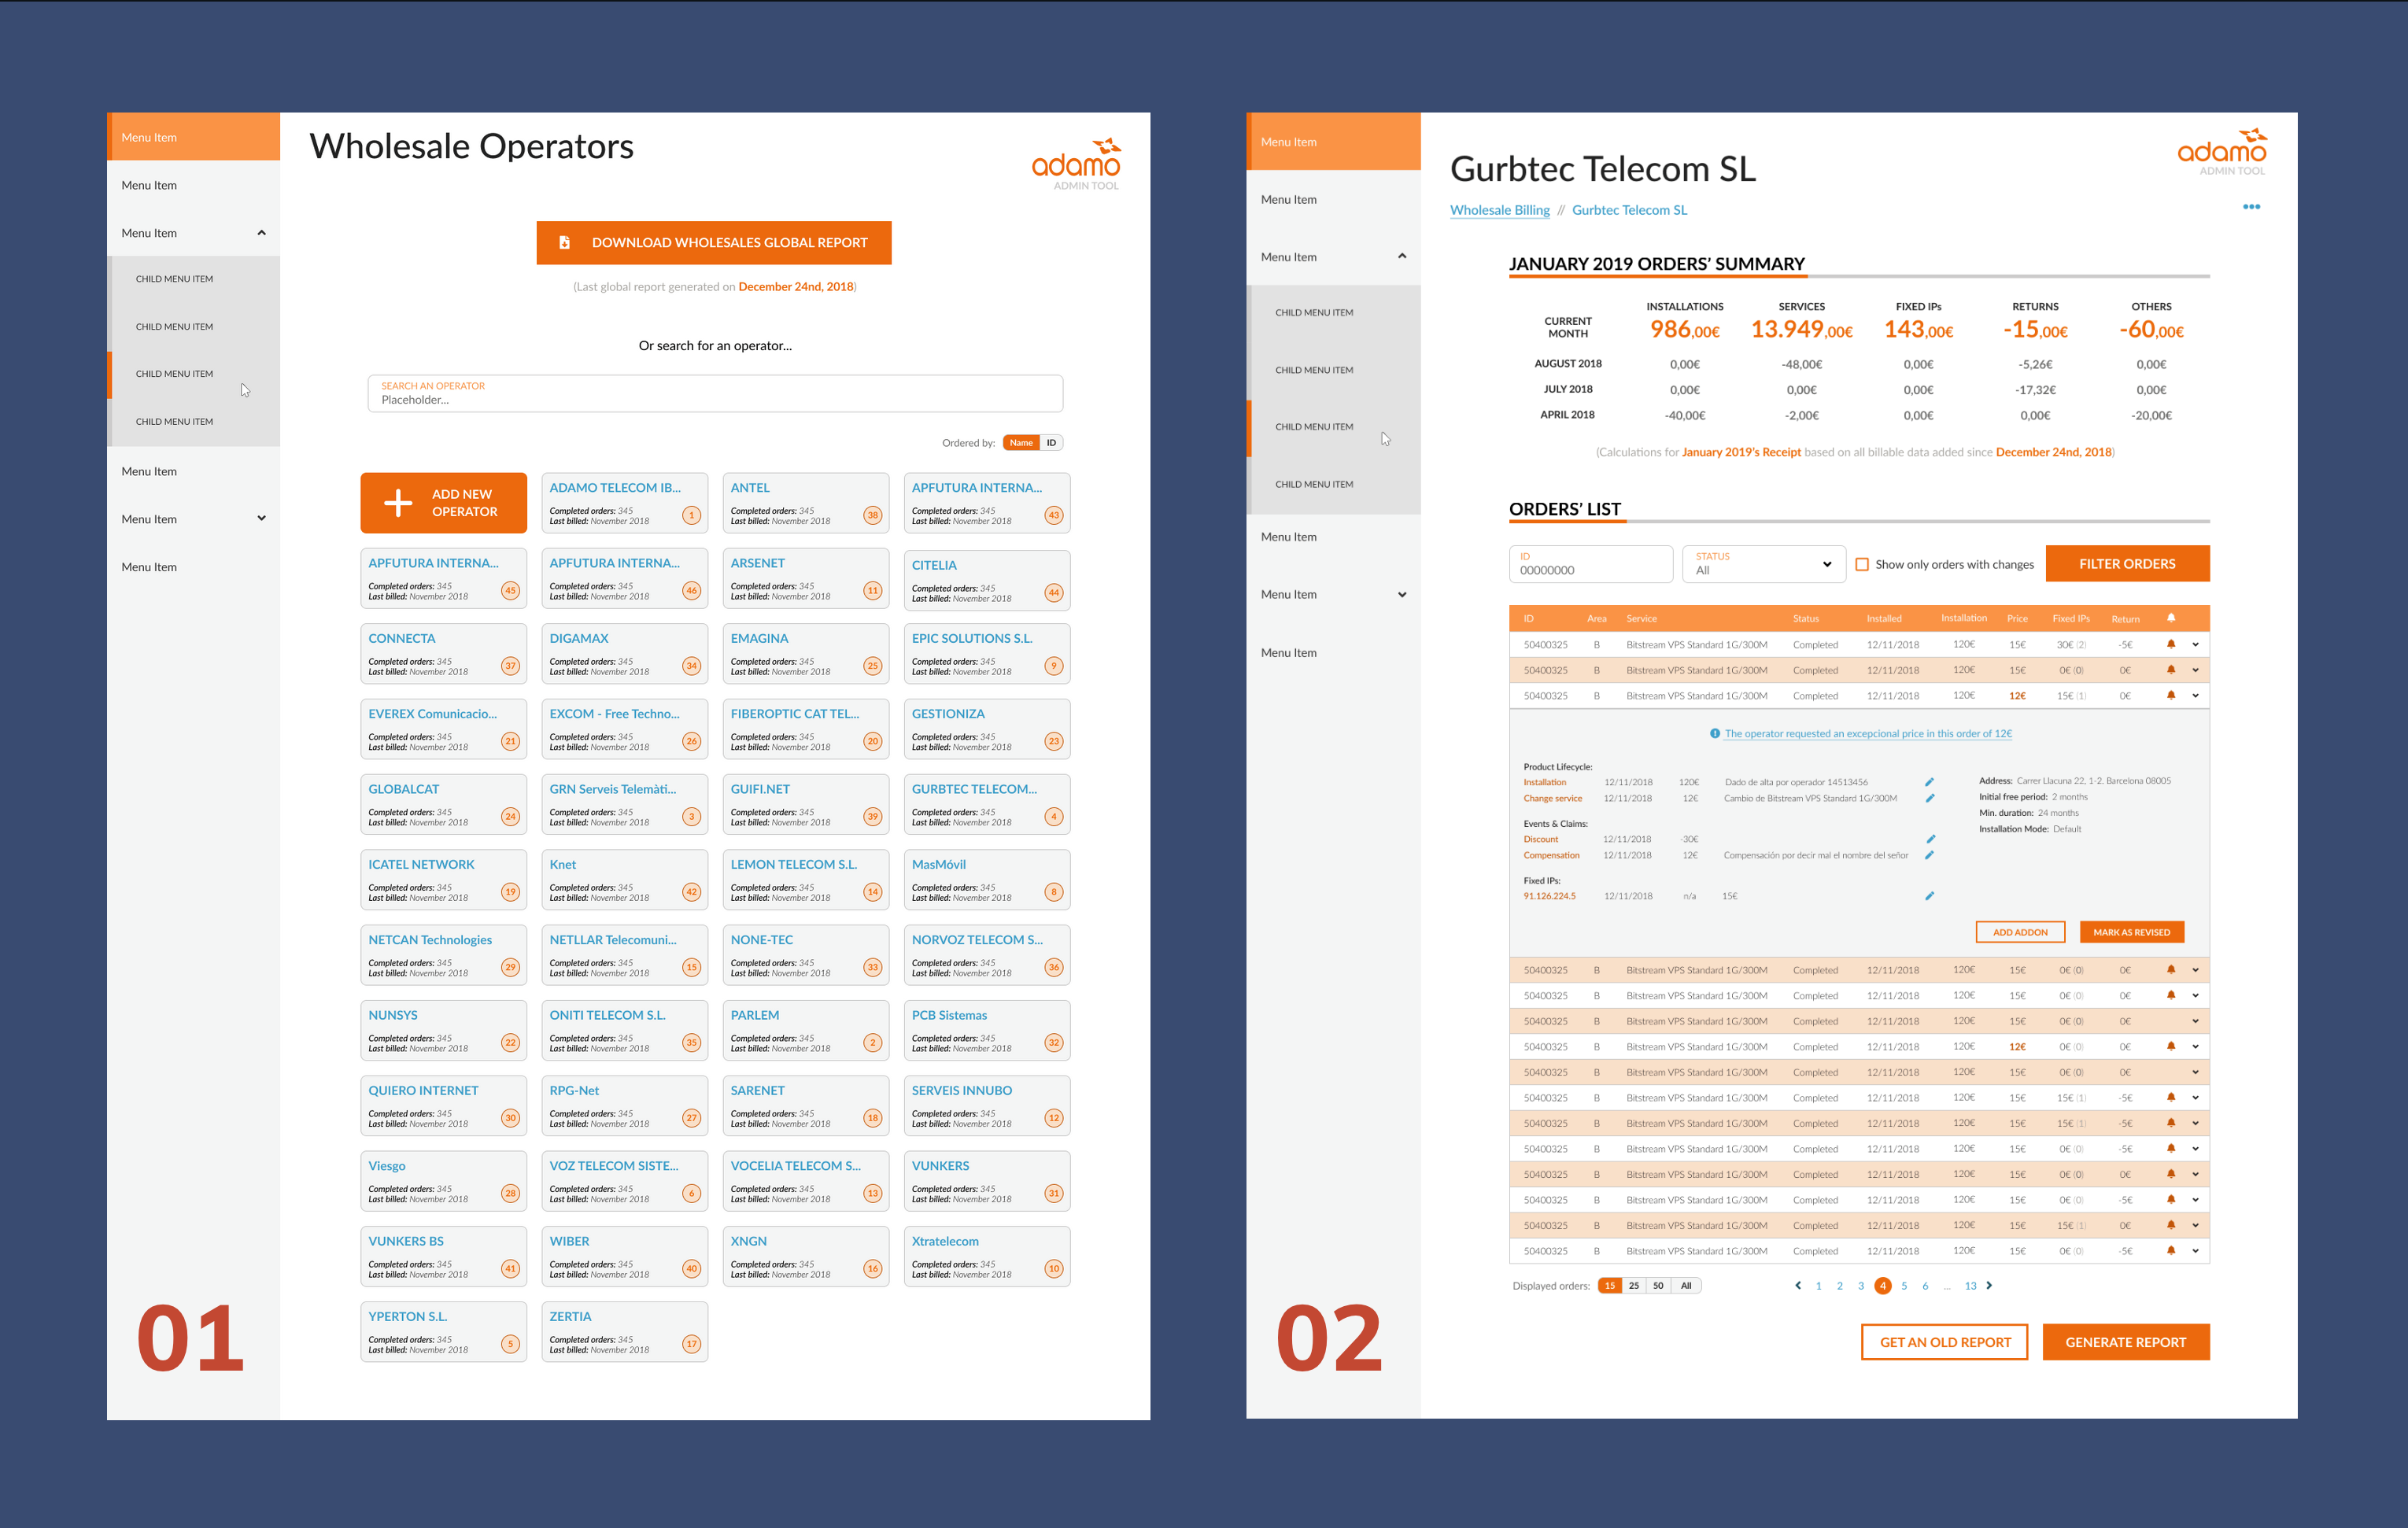 Menu Item
Menu Item
Menu Item
CHILD MENU ITEM
CHILD MENU ITEM
CHILD MENU ITEM
CHILD MENU ITEM
Menu Item
Menu Item
Menu Item
01
Wholesale Operators
adamo
ADMIN TOOL
DOWNLOAD WHOLESALES GLOBAL REPORT
(Last global report generated on December 24nd, 2018)
Or search for an operator...
SEARCH AN OPERATOR
Placeholder...
Ordered by: Name ID
ADD NEW
OPERATOR
ADAMO TELECOM IB...
Completed orders: 345
Last billed: November 2018
1
ANTEL
Completed orders: 345
Last billed: November 2018
38
APFUTURA INTERNA...
Completed orders: 345
Last billed: November 2018
43
APFUTURA INTERNA...
Completed orders: 345
Last billed: November 2018
45
APFUTURA INTERNA...
Completed orders: 345
Last billed: November 2018
46
ARSENET
Completed orders: 345
Last billed: November 2018
11
CITELIA
Completed orders: 345
Last billed: November 2018
44
CONNECTA
Completed orders: 345
Last billed: November 2018
37
DIGAMAX
Completed orders: 345
Last billed: November 2018
34
EMAGINA
Completed orders: 345
Last billed: November 2018
25
EPIC SOLUTIONS S.L.
Completed orders: 345
Last billed: November 2018
9
EVEREX Comunicacio...
Completed orders: 345
Last billed: November 2018
21
EXCOM - Free Techno...
Completed orders: 345
Last billed: November 2018
26
FIBEROPTIC CAT TEL...
Completed orders: 345
Last billed: November 2018
20
GESTIONIZA
Completed orders: 345
Last billed: November 2018
23
GLOBALCAT
Completed orders: 345
Last billed: November 2018
24
GRN Serveis Telemàti...
Completed orders: 345
Last billed: November 2018
3
GUIFI.NET
Completed orders: 345
Last billed: November 2018
39
GURBTEC TELECOM...
Completed orders: 345
Last billed: November 2018
4
ICATEL NETWORK
Completed orders: 345
Last billed: November 2018
19
Knet
Completed orders: 345
Last billed: November 2018
42
LEMON TELECOM S.L.
Completed orders: 345
Last billed: November 2018
14
MasMóvil
Completed orders: 345
Last billed: November 2018
8
NETCAN Technologies
Completed orders: 345
Last billed: November 2018
29
NETLLAR Telecomuni...
Completed orders: 345
Last billed: November 2018
15
NONE-TEC
Completed orders: 345
Last billed: November 2018
33
NORVOZ TELECOM S...
Completed orders: 345
Last billed: November 2018
36
NUNSYS
Completed orders: 345
Last billed: November 2018
22
ONITI TELECOM S.L.
Completed orders: 345
Last billed: November 2018
35
PARLEM
Completed orders: 345
Last billed: November 2018
2
PCB Sistemas
Completed orders: 345
Last billed: November 2018
32
QUIERO INTERNET
Completed orders: 345
Last billed: November 2018
30
RPG-Net
Completed orders: 345
Last billed: November 2018
27
SARENET
Completed orders: 345
Last billed: November 2018
18
SERVEIS INNUBO
Completed orders: 345
Last billed: November 2018
12
Viesgo
Completed orders: 345
Last billed: November 2018
28
VOZ TELECOM SISTE...
Completed orders: 345
Last billed: November 2018
6
VOCELIA TELECOM S...
Completed orders: 345
Last billed: November 2018
13
VUNKERS
Completed orders: 345
Last billed: November 2018
31
VUNKERS BS
Completed orders: 345
Last billed: November 2018
41
WIBER
Completed orders: 345
Last billed: November 2018
40
XNGN
Completed orders: 345
Last billed: November 2018
16
Xtratelecom
Completed orders: 345
Last billed: November 2018
10
YPERTON S.L.
Completed orders: 345
Last billed: November 2018
5
ZERTIA
Completed orders: 345
Last billed: November 2018
17
Menu Item
Menu Item
Menu Item
CHILD MENU ITEM
CHILD MENU ITEM
CHILD MENU ITEM
CHILD MENU ITEM
Menu Item
Menu Item
Menu Item
02
adamo
ADMIN TOOL
Gurbtec Telecom SL
Wholesale Billing // Gurbtec Telecom SL
JANUARY 2019 ORDERS' SUMMARY
INSTALLATIONS SERVICES FIXED IPs RETURNS OTHERS
CURRENT MONTH 986,00€ 13.949,00€ 143,00€ -15,00€ -60,00€
AUGUST 2018 0,00€ -48,00€ 0,00€ -5,26€ 0,00€
JULY 2018 0,00€ 0,00€ 0,00€ -17,32€ 0,00€
APRIL 2018 -40,00€ -2,00€ 0,00€ 0,00€ -20,00€
(Calculations for January 2019's Receipt based on all billable data added since December 24nd, 2018)
ORDERS' LIST
ID
00000000
STATUS
All
Show only orders with changes
FILTER ORDERS
ID Area Service Status Installed Installation Price Fixed IPs Return
50400325 B Bitstream VPS Standard 1G/300M Completed 12/11/2018 120€ 15€ 30€ (2) -5€
50400325 B Bitstream VPS Standard 1G/300M Completed 12/11/2018 120€ 15€ 0€ (0) 0€
50400325 B Bitstream VPS Standard 1G/300M Completed 12/11/2018 120€ 12€ 15€ (1) 0€
The operator requested an excepcional price in this order of 12€
Product Lifecycle:
Installation 12/11/2018 120€ Dado de alta por operador 14513456
Change service 12/11/2018 12€ Cambio de Bitstream VPS Standard 1G/300M
Events & Claims:
Discount 12/11/2018 -30€
Compensation 12/11/2018 12€ Compensación por decir mal el nombre del señor
Fixed IPs:
91.126.224.5 12/11/2018 n/a 15€
Address: Carrer Llacuna 22, 1-2. Barcelona 08005
Initial free period: 2 months
Min. duration: 24 months
Installation Mode: Default
ADD ADDON
MARK AS REVISED
50400325 B Bitstream VPS Standard 1G/300M Completed 12/11/2018 120€ 15€ 0€ (0) 0€
50400325 B Bitstream VPS Standard 1G/300M Completed 12/11/2018 120€ 15€ 0€ (0) 0€
50400325 B Bitstream VPS Standard 1G/300M Completed 12/11/2018 120€ 15€ 0€ (0) 0€
50400325 B Bitstream VPS Standard 1G/300M Completed 12/11/2018 120€ 12€ 0€ (0) 0€
50400325 B Bitstream VPS Standard 1G/300M Completed 12/11/2018 120€ 15€ 0€ (0) 0€
50400325 B Bitstream VPS Standard 1G/300M Completed 12/11/2018 120€ 15€ 15€ (1) -5€
50400325 B Bitstream VPS Standard 1G/300M Completed 12/11/2018 120€ 15€ 15€ (1) -5€
50400325 B Bitstream VPS Standard 1G/300M Completed 12/11/2018 120€ 15€ 0€ (0) -5€
50400325 B Bitstream VPS Standard 1G/300M Completed 12/11/2018 120€ 15€ 0€ (0) 0€
50400325 B Bitstream VPS Standard 1G/300M Completed 12/11/2018 120€ 15€ 0€ (0) -5€
50400325 B Bitstream VPS Standard 1G/300M Completed 12/11/2018 120€ 15€ 15€ (1) 0€
50400325 B Bitstream VPS Standard 1G/300M Completed 12/11/2018 120€ 15€ 0€ (0) -5€
Displayed orders: 15 25 50 All
1 2 3 4 5 6 ... 13
GET AN OLD REPORT
GENERATE REPORT